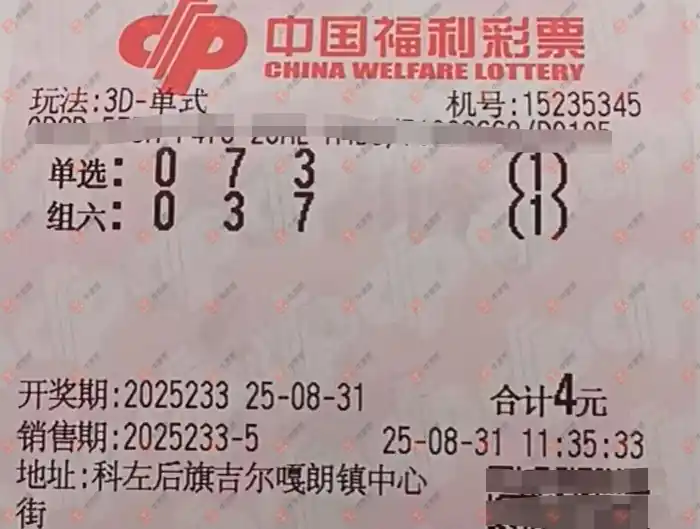 中国福利彩票
CHINA WELFARE LOTTERY
玩法:3D-单式 机号:15235345
单选: 0 7 3 (1)
组六: 0 3 7 (1)
开奖期:2025233 25-08-31 合计4元
销售期:2025233-5 25-08-31 11:35:33
地址:科左后旗吉尔嘎朗镇中心
街